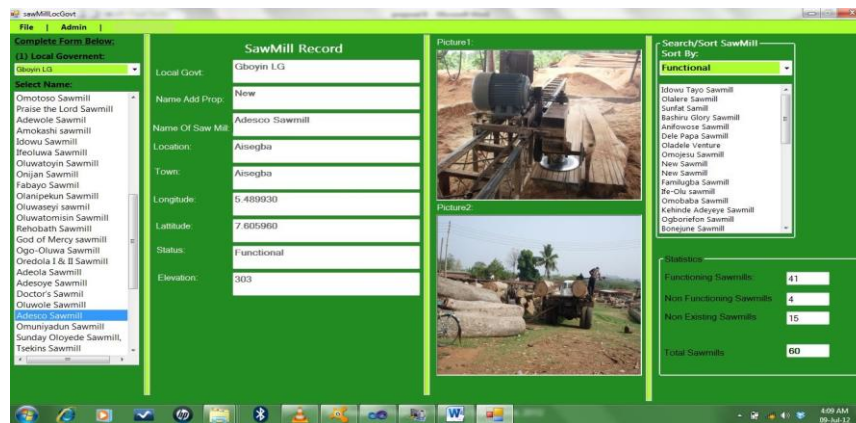 sawMillLocGovt
File | Admin |
Complete Form Below:
(1) Local Governent:
Gboyin LG
Select Name:
Omotoso Sawmill
Praise the Lord Sawmill
Adewole Sawmill
Amokashi sawmill
Idowu Sawmill
Ifeoluwa Sawmill
Oluwatoyin Sawmill
Onijan Sawmill
Fabayo Sawmil
Olanipekun Sawmill
Oluwaseyi sawmil
Oluwatomisin Sawmill
Rehobath Sawmill
God of Mercy sawmill
Ogo-Oluwa Sawmill
Oredola I & II Sawmill
Adeola Sawmill
Adesoye Sawmill
Doctor's Sawmil
Oluwole Sawmill
Adesco Sawmill
Omuniyadun Sawmill
Sunday Oloyede Sawmill,
Tsekins Sawmill
SawMill Record
Local Govt: Gboyin LG
Name Add Prop: New
Name Of Saw Mill: Adesco Sawmill
Location: Aisegba
Town: Aisegba
Longitude: 5.489930
Lattitude: 7.605960
Status: Functional
Elevation: 303
Picture1:
Picture2:
Search/Sort SawMill
Sort By:
Functional
Idowu Tayo Sawmill
Olalere Sawmill
Sunfat Samill
Bashiru Glory Sawmill
Anifowose Sawmill
Dele Papa Sawmill
Oladele Venture
Omojesu Sawmill
New Sawmill
New Sawmill
Familugba Sawmill
Ife-Olu sawmill
Omobaba Sawmill
Kehinde Adeyeye Sawmill
Ogboriefon Sawmill
Bonejune Sawmill
Statistics
Functioning Sawmills: 41
Non Functioning Sawmills 4
Non Existing Sawmills 15
Total Sawmills 60
4:09 AM
09-Jul-12